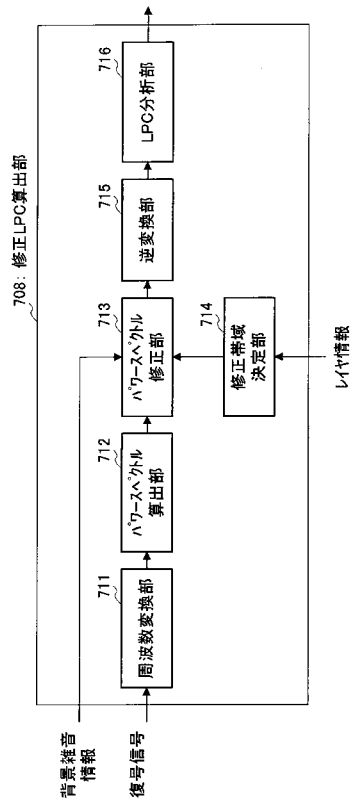 708: 修正LPC算出部
背景雑音
情報
復号信号
711
周波数変換部
712
パワースペクトル
算出部
713
パワースペクトル
修正部
714
修正帯域
決定部
レイヤ情報
715
逆変換部
716
LPC分析部